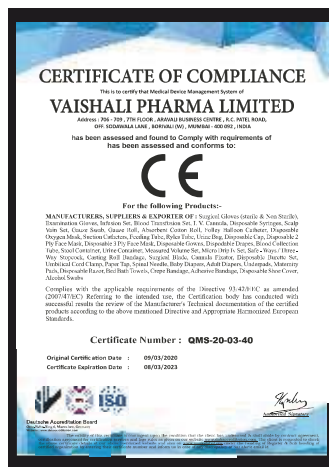 CERTIFICATE OF COMPLIANCE
This is to certify that Medical Device Management System of
VAISHALI PHARMA LIMITED
Address : 706 - 709 , 7TH FLOOR , ARAVALI BUSINESS CENTRE , R.C. PATEL ROAD,
OFF. SODAWALA LANE , BORIVALI (W) , MUMBAI - 400 092 , INDIA
has been assessed and found to Comply with requirements of
has been assessed and conforms to:
CE
For the following Products:-
MANUFACTURERS, SUPPLIERS & EXPORTER OF : Surgical Gloves (sterile & Non Sterile),
Examination Gloves, Infusion Set, Blood Transfusion Set, I. V. Cannula, Disposable Syringes, Scalp
Vein Set, Gauze Swab, Gauze Roll, Absorbent Cotton Roll, Folley Balloon Catheter, Disposable
Oxygen Mask, Suction Catheters, Feeding Tube, Ryles Tube, Urine Bag, Disposable Cap, Disposable 2
Ply Face Mask, Disposable 3 Ply Face Mask, Disposable Gowns, Disposable Drapes, Blood Collection
Tube, Stool Container, Urine Container, Measured Volume Set, Micro Drip Iv Set, 
Way Stopcock, Casting Roll Bandage, Surgical Blade, Cannula Fixator, Disposable Burette Set,
Umbilical Cord Clamp, Paper Tap, Spinal Needle, Baby Diapers, Adult Diapers, Underpads, Maternity
Pads, Disposable Razor, Bed Bath Towels, Crepe Bandage, Adhesive Bandage, Disposable Shoe Cover,
Alcohol Swabs
Complies with the applicable requirements of the Directive 93/42/EEC as amended
(2007/47/EC) Referring to the intended use, the Certification body has conducted with
successful results the review of the Manufacturer's Technical documentation of the certified
products according to the above mentioned Directive and Appropriate Harmonized European
Standards.
Certificate Number : QMS-20-03-40
Original Certification Date : 09/03/2020
Certificate Expiration Date : 08/03/2023
ISO
Deutsche Accreditation Board
Authorised Signatory